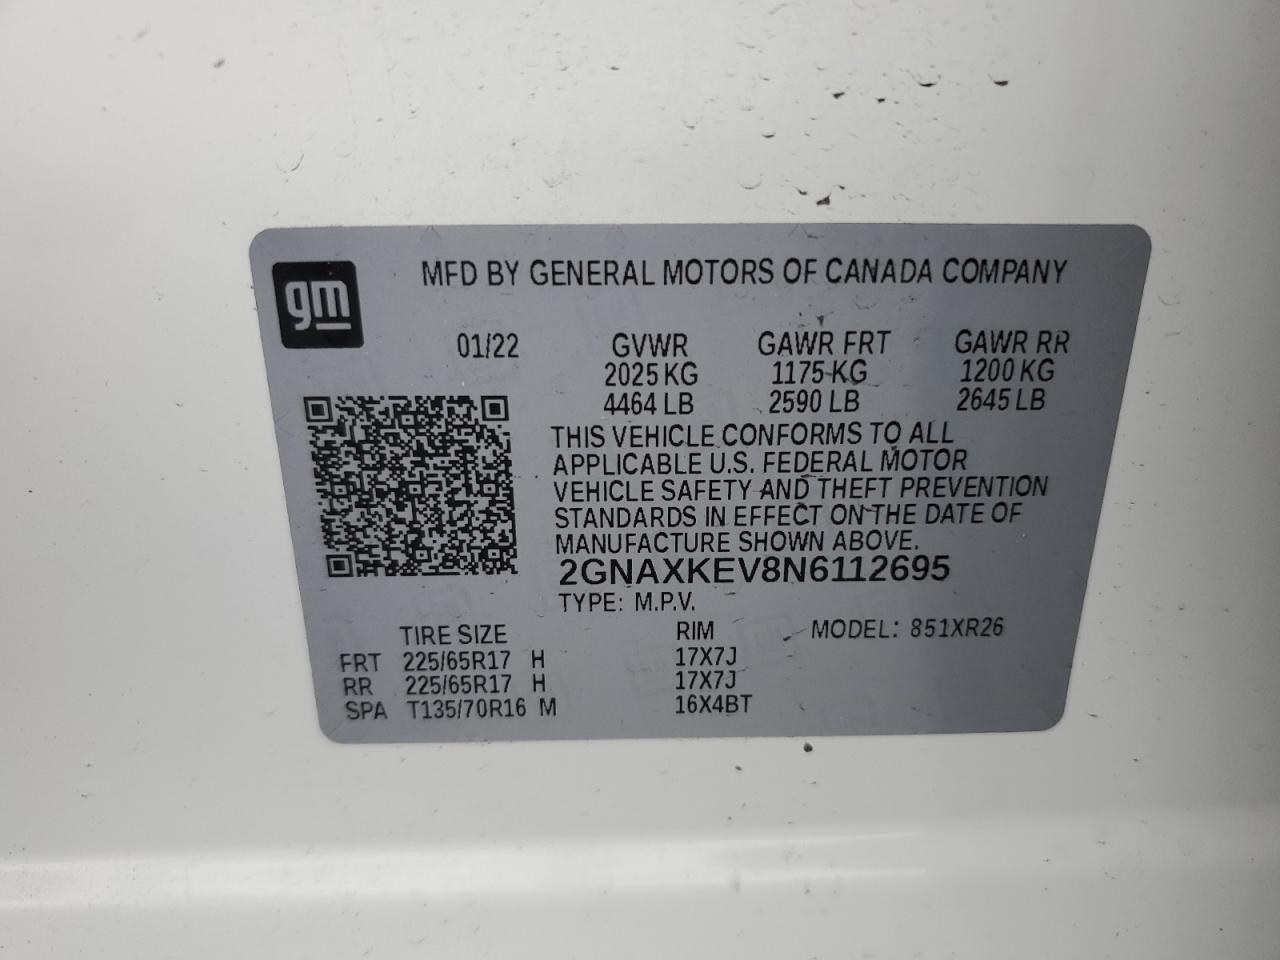 gm
MFD BY GENERAL MOTORS OF CANADA COMPANY
01/22 GVWR GAWR FRT GAWR RR
2025 KG 1175 KG 1200 KG
4464 LB 2590 LB 2645 LB
THIS VEHICLE CONFORMS TO ALL
APPLICABLE U.S. FEDERAL MOTOR
VEHICLE SAFETY AND THEFT PREVENTION
STANDARDS IN EFFECT ON THE DATE OF
MANUFACTURE SHOWN ABOVE.
2GNAXKEV8N6112695
TYPE: M.P.V.
TIRE SIZE RIM MODEL: 851XR26
FRT 225/65R17 H 17X7J
RR 225/65R17 H 17X7J
SPA T135/70R16 M 16X4BT